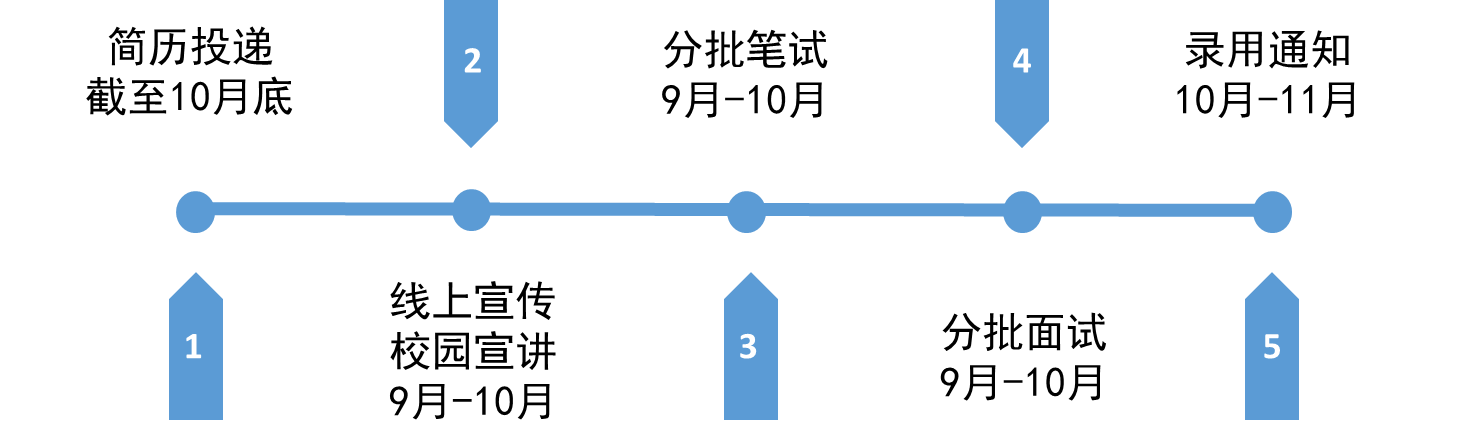 简历投递
截至10月底
2
分批笔试
9月-10月
4
录用通知
10月-11月
1
线上宣传
校园宣讲
9月-10月
3
分批面试
9月-10月
5